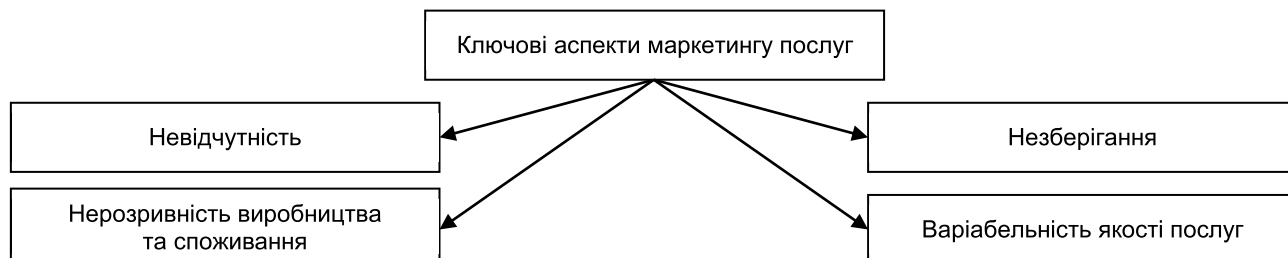 Ключові аспекти маркетингу послуг
Невідчутність
Незберігання
Нерозривність виробництва
та споживання
Варіабельність якості послуг